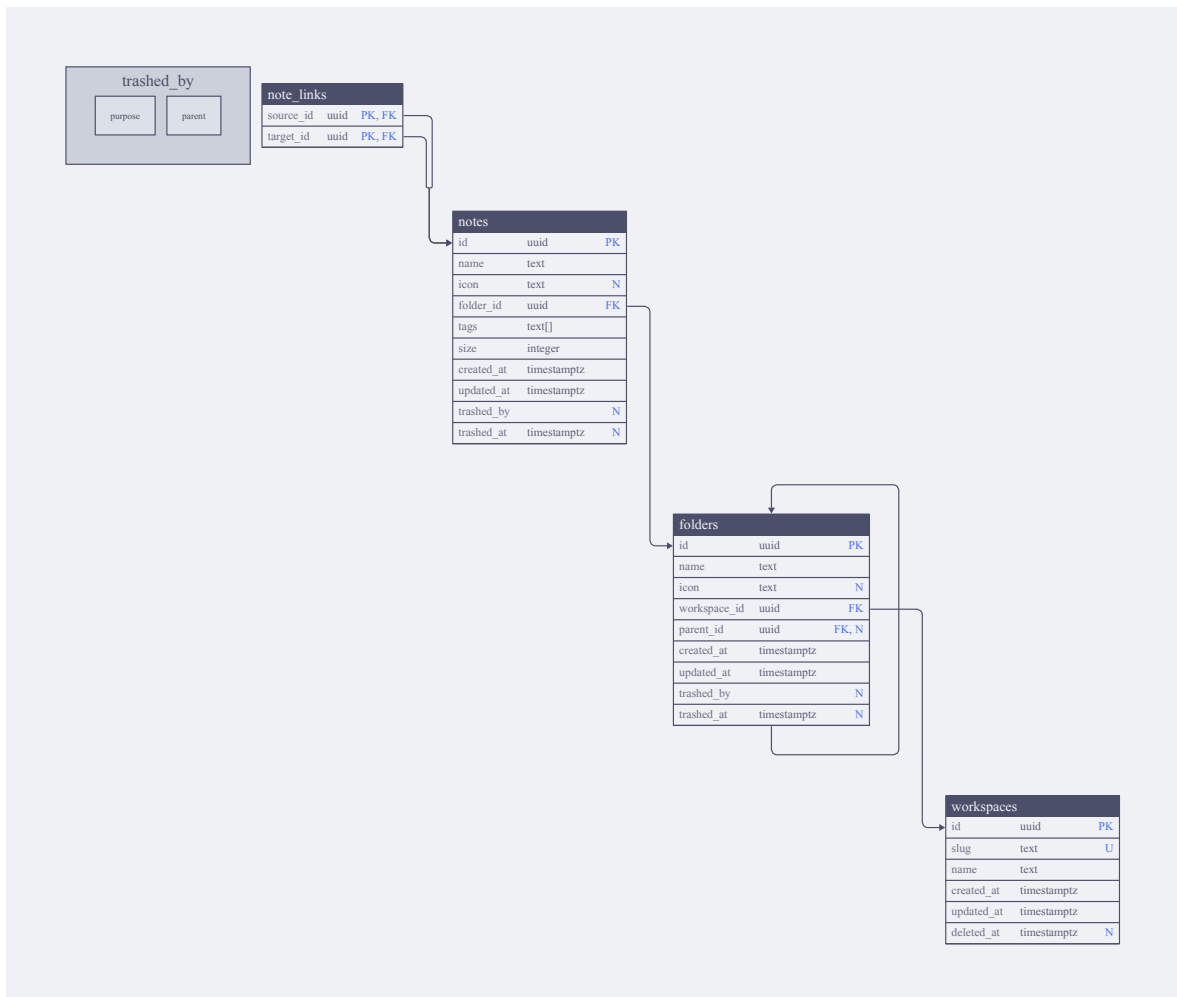 trashed_by
purpose parent
note_links
source_id uuid PK, FK
target_id uuid PK, FK
notes
id uuid PK
name text
icon text N
folder_id uuid FK
tags text[]
size integer
created_at timestamptz
updated_at timestamptz
trashed_by N
trashed_at timestamptz N
folders
id uuid PK
name text
icon text N
workspace_id uuid FK
parent_id uuid FK, N
created_at timestamptz
updated_at timestamptz
trashed_by N
trashed_at timestamptz N
workspaces
id uuid PK
slug text U
name text
created_at timestamptz
updated_at timestamptz
deleted_at timestamptz N